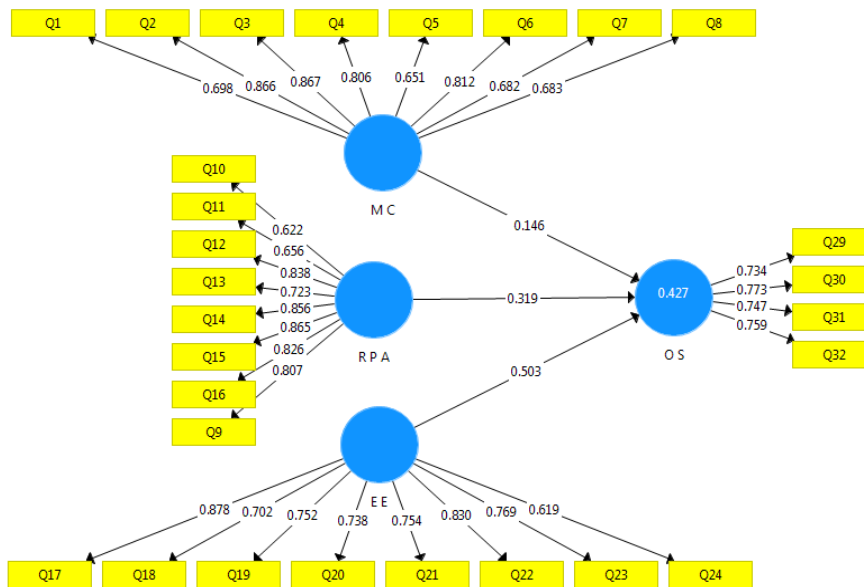 Q1 Q2 Q3 Q4 Q5 Q6 Q7 Q8
0.698 0.866 0.867 0.806 0.651 0.812 0.682 0.683
M C
Q10
Q11
Q12
Q13
Q14
Q15
Q16
Q9
0.622
0.656
0.838
0.723
0.856
0.865
0.826
0.807
R P A
0.146
0.319
0.503
0.427
O S
0.734
0.773
0.747
0.759
Q29
Q30
Q31
Q32
E E
0.878 0.702 0.752 0.738 0.754 0.830 0.769 0.619
Q17 Q18 Q19 Q20 Q21 Q22 Q23 Q24